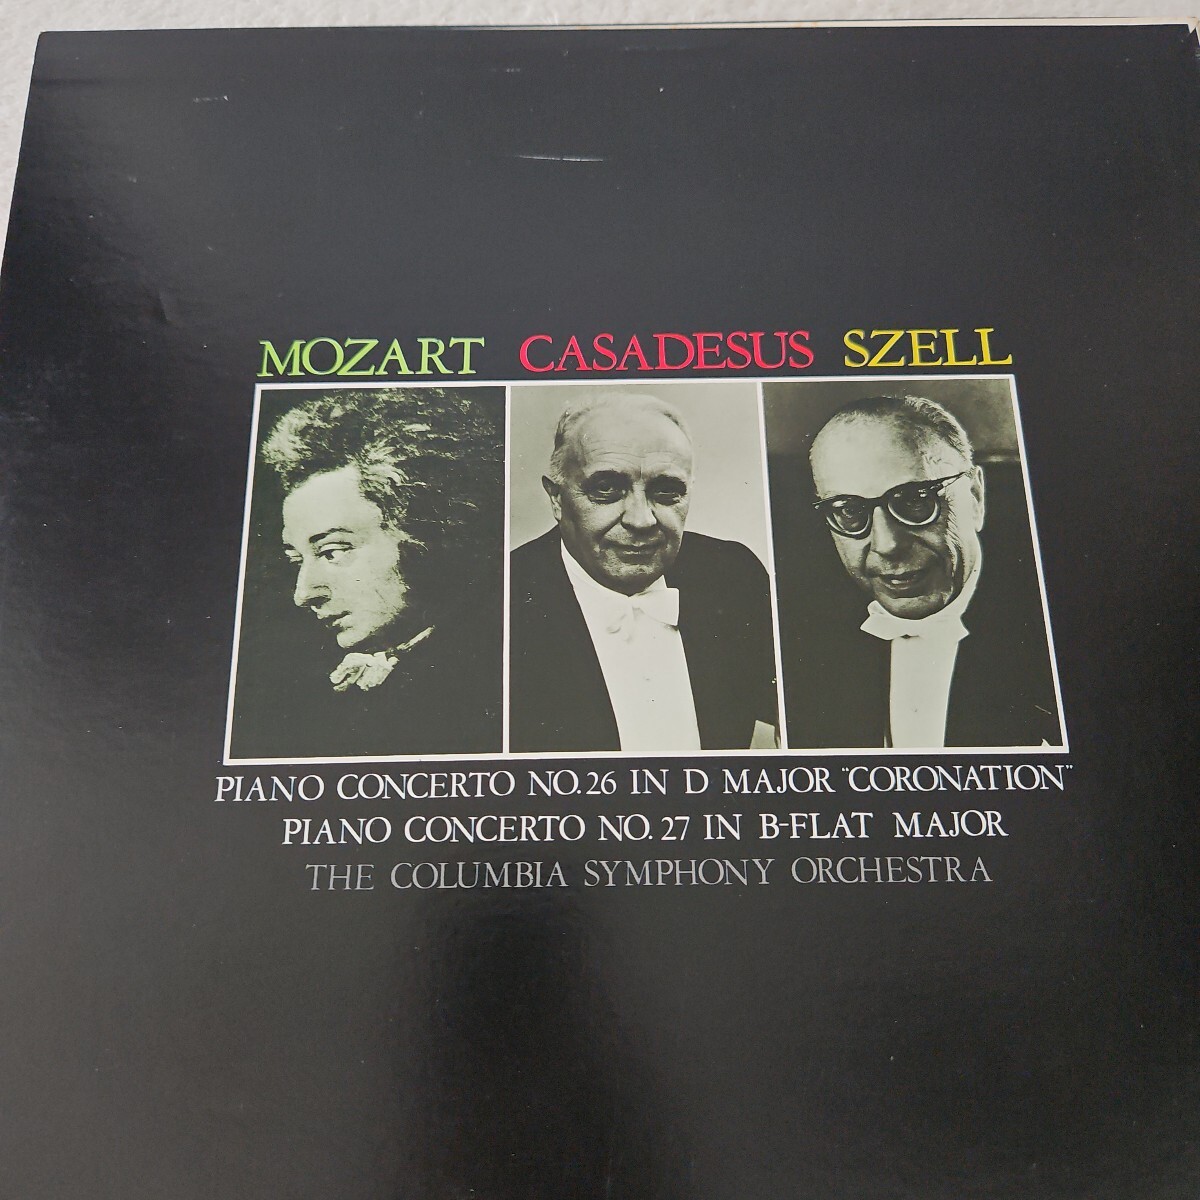 MOZART CASADESUS SZELL
PIANO CONCERTO NO.26 IN D MAJOR "CORONATION"
PIANO CONCERTO NO.27 IN B-FLAT MAJOR
THE COLUMBIA SYMPHONY ORCHESTRA